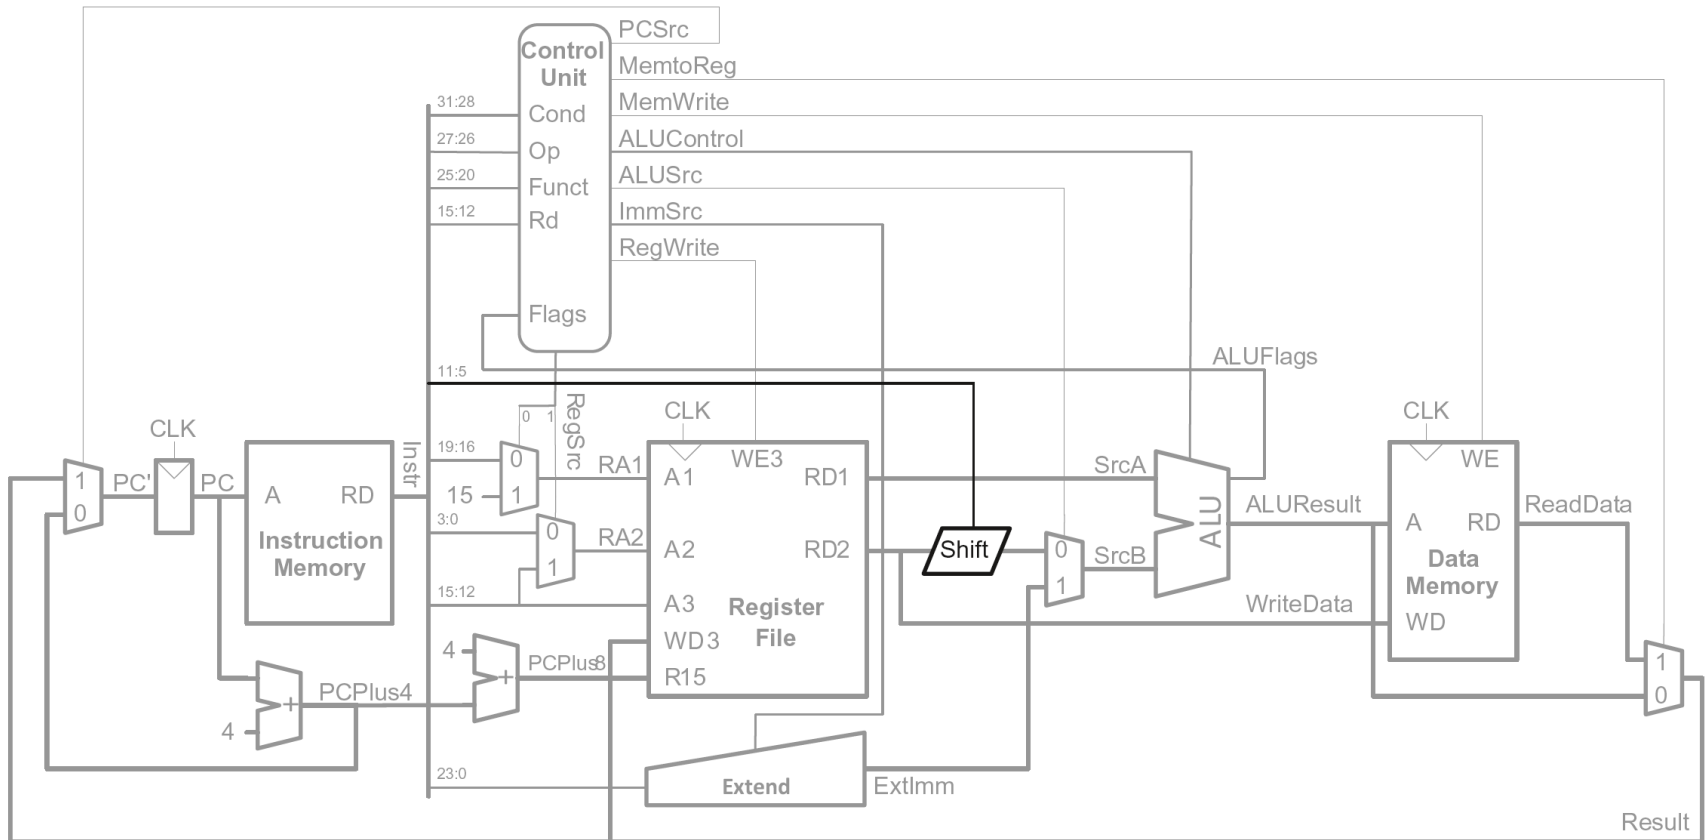 PCSrc
Control
Unit
MemtoReg
MemWrite
31:28
Cond
27:26
Op
ALUControl
25:20
Funct
ALUSrc
15:12
Rd
ImmSrc
RegWrite
Flags
ALUFlags
11:5
RegSrc
0 1
CLK
CLK
CLK
Instr
19:16
0
RA1
A1
WE3
RD1
SrcA
WE
1
0
PC'
PC
A
RD
Instruction
Memory
15
1
3:0
0
RA2
A2
RD2
Shift
0
1
SrcB
ALU
ALUResult
A
RD
ReadData
Data
Memory
1
15:12
A3
Register
File
WriteData
WD
4
+
PCPlus8
WD3
R15
1
0
PCPlus4
+
4
23:0
Extend
ExtImm
Result